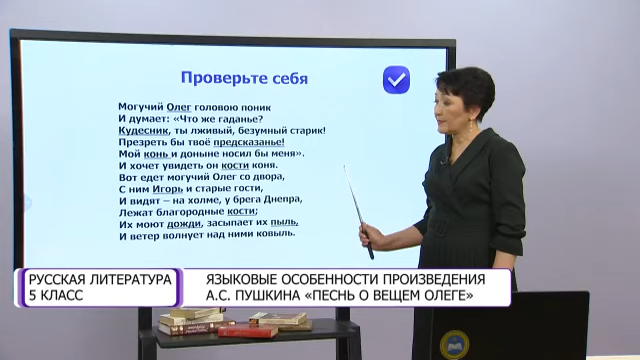 Проверьте себя
Могучий Олег головою поник
И думает: «Что же гаданье?
Кудесник, ты лживый, безумный старик!
Презреть бы твоё предсказанье!
Мой конь и доныне носил бы меня».
И хочет увидеть он кости коня.
Вот едет могучий Олег со двора,
С ним Игорь и старые гости,
И видят – на холме, у брега Днепра,
Лежат благородные кости;
Их моют дожди, засыпает их пыль,
И ветер волнует над ними ковыль.
РУССКАЯ ЛИТЕРАТУРА
5 КЛАСС
ЯЗЫКОВЫЕ ОСОБЕННОСТИ ПРОИЗВЕДЕНИЯ
А.С. ПУШКИНА «ПЕСНЬ О ВЕЩЕМ ОЛЕГЕ»